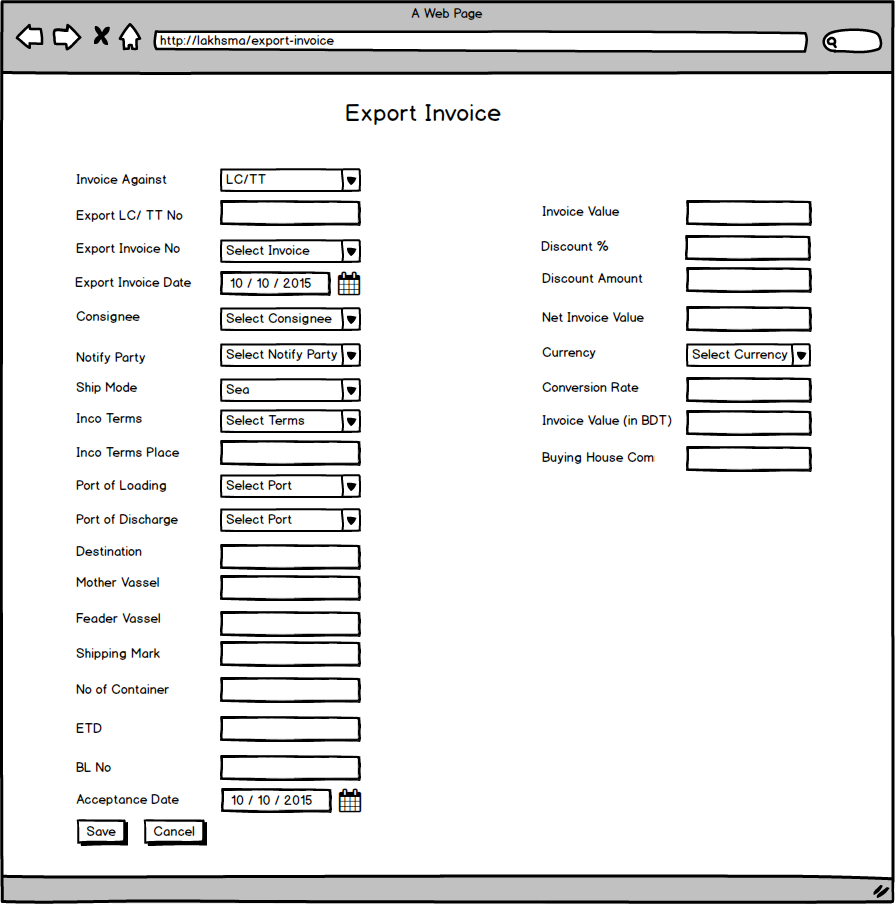 A Web Page
http://lakhsma/export-invoice
Export Invoice
Invoice Against LC/TT
Export LC/ TT No
Export Invoice No Select Invoice
Export Invoice Date 10 / 10 / 2015
Consignee Select Consignee
Notify Party Select Notify Party
Ship Mode Sea
Inco Terms Select Terms
Inco Terms Place
Port of Loading Select Port
Port of Discharge Select Port
Destination
Mother Vassel
Feader Vassel
Shipping Mark
No of Container
ETD
BL No
Acceptance Date 10 / 10 / 2015
Save Cancel
Invoice Value
Discount %
Discount Amount
Net Invoice Value
Currency Select Currency
Conversion Rate
Invoice Value (in BDT)
Buying House Com